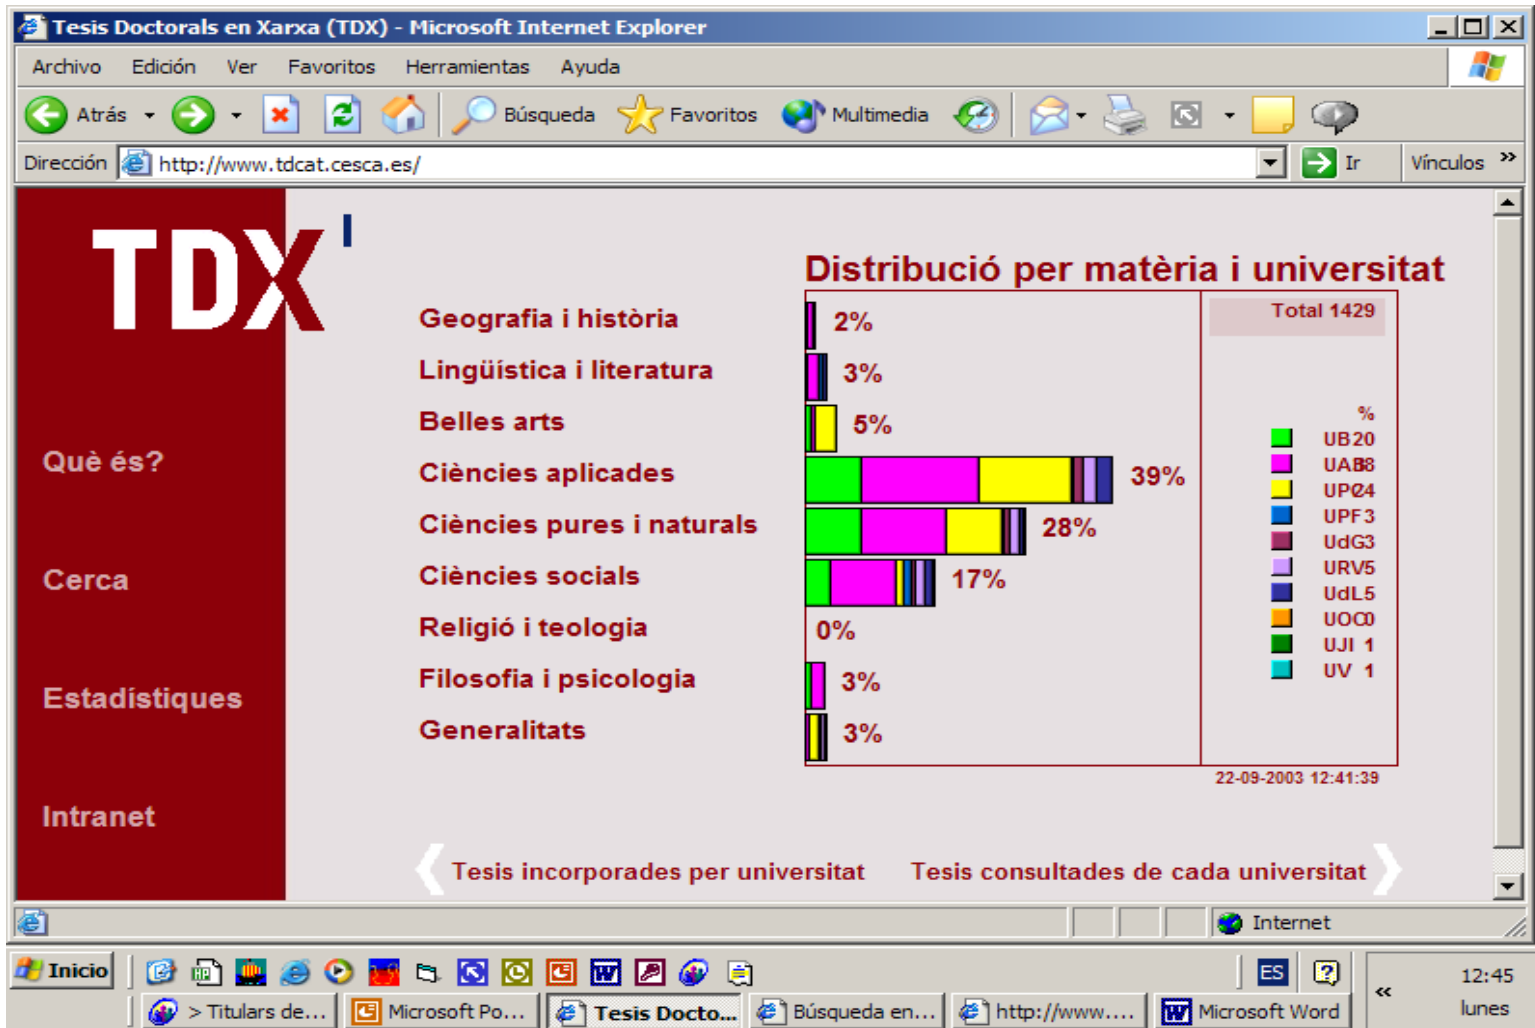 Tesis Doctorals en Xarxa (TDX) - Microsoft Internet Explorer
Archivo Edición Ver Favoritos Herramientas Ayuda
Atrás Búsqueda Favoritos Multimedia
Dirección http://www.tdcat.cesca.es/ Ir Vínculos »
TDX
Què és?
Cerca
Estadístiques
Intranet
Distribució per matèria i universitat
Geografia i història 2%
Lingüística i literatura 3%
Belles arts 5%
Ciències aplicades 39%
Ciències pures i naturals 28%
Ciències socials 17%
Religió i teologia 0%
Filosofia i psicologia 3%
Generalitats 3%
Total 1429
%
UB 20
UAB
UPC 24
UPF 3
UdG 3
URV 5
UdL 5
UOC 0
UJI 1
UV 1
22-09-2003 12:41:39
Tesis incorporades per universitat Tesis consultades de cada universitat
Internet
Inicio ES « 12:45
> Titulars de... Microsoft Po... Tesis Docto... Búsqueda en... http://www.... Microsoft Word lunes